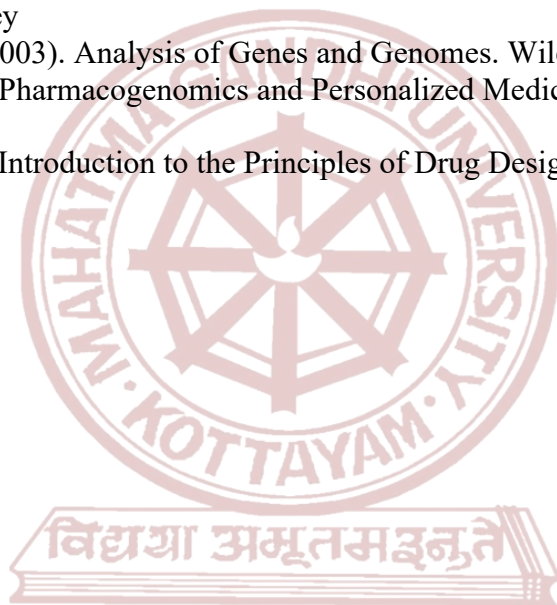 ey
003). Analysis of Genes and Genomes. Wil
Pharmacogenomics and Personalized Medic
Introduction to the Principles of Drug Desig
MAHATMA GANDHI UNIVERSITY
KOTTAYAM
विद्यया अमृतमश्नुते